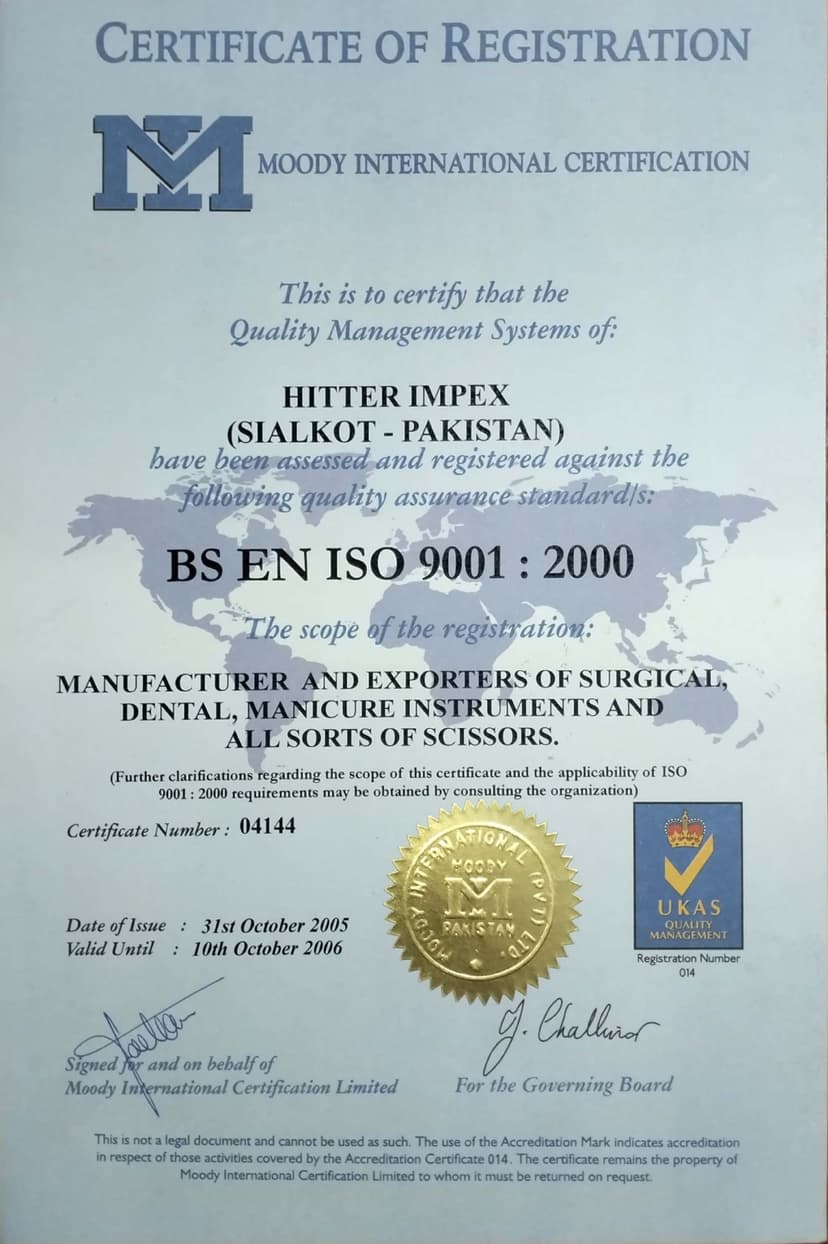 CERTIFICATE OF REGISTRATION
MOODY INTERNATIONAL CERTIFICATION
This is to certify that the
Quality Management Systems of:
HITTER IMPEX
(SIALKOT - PAKISTAN)
have been assessed and registered against the
following quality assurance standard/s:
BS EN ISO 9001 : 2000
The scope of the registration:
MANUFACTURER AND EXPORTERS OF SURGICAL,
DENTAL, MANICURE INSTRUMENTS AND
ALL SORTS OF SCISSORS.
(Further clarifications regarding the scope of this certificate and the applicability of ISO
9001 : 2000 requirements may be obtained by consulting the organization)
Certificate Number : 04144
Date of Issue : 31st October 2005
Valid Until : 10th October 2006
MOODY INTERNATIONAL (PVT) LTD.
MOODY
PAKISTAN
UKAS
QUALITY
MANAGEMENT
Registration Number
014
Signed for and on behalf of
Moody International Certification Limited
For the Governing Board
This is not a legal document and cannot be used as such. The use of the Accreditation Mark indicates accreditation
in respect of those activities covered by the Accreditation Certificate 014. The certificate remains the property of
Moody International Certification Limited to whom it must be returned on request.